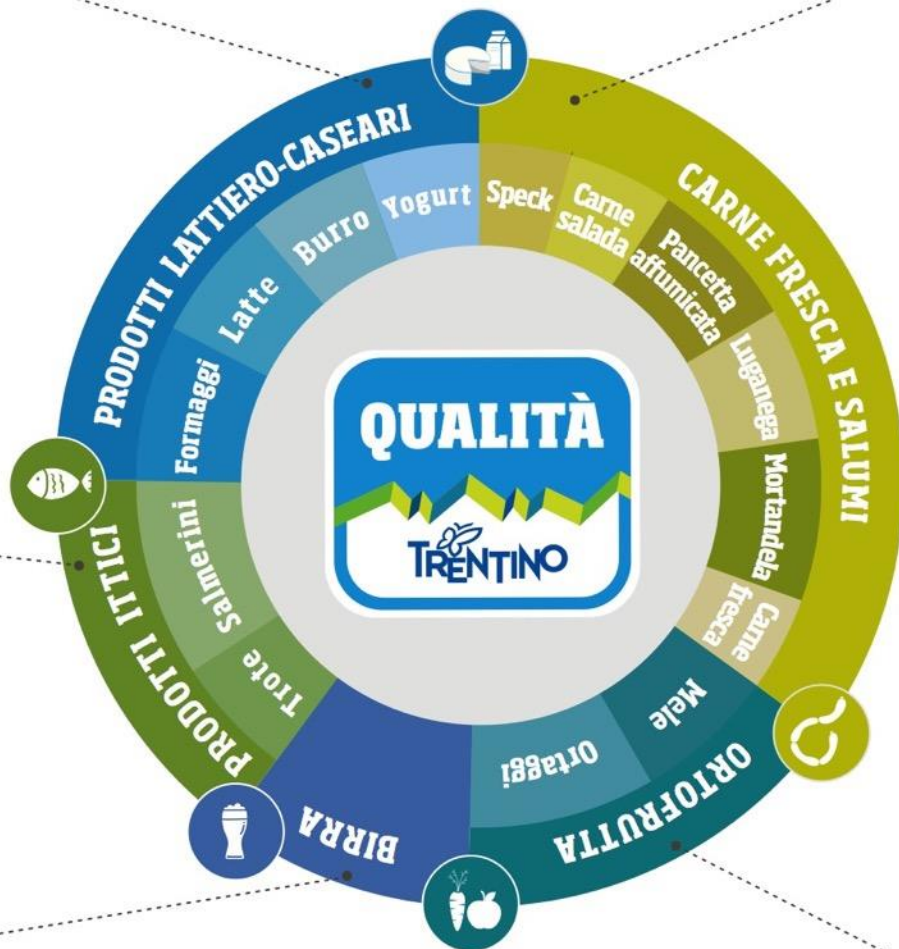 PRODOTTI LATTIERO-CASEARI
Formaggi
Latte
Burro
Yogurt
CARNE FRESCA E SALUMI
Speck
Carne
salada
Pancetta
affumicata
Luganega
Mortandela
Carne
fresca
ORTOFRUTTA
Mele
Ortaggi
BIRRA
PRODOTTI ITTICI
Trote
Salmerini
QUALITÀ
TRENTINO